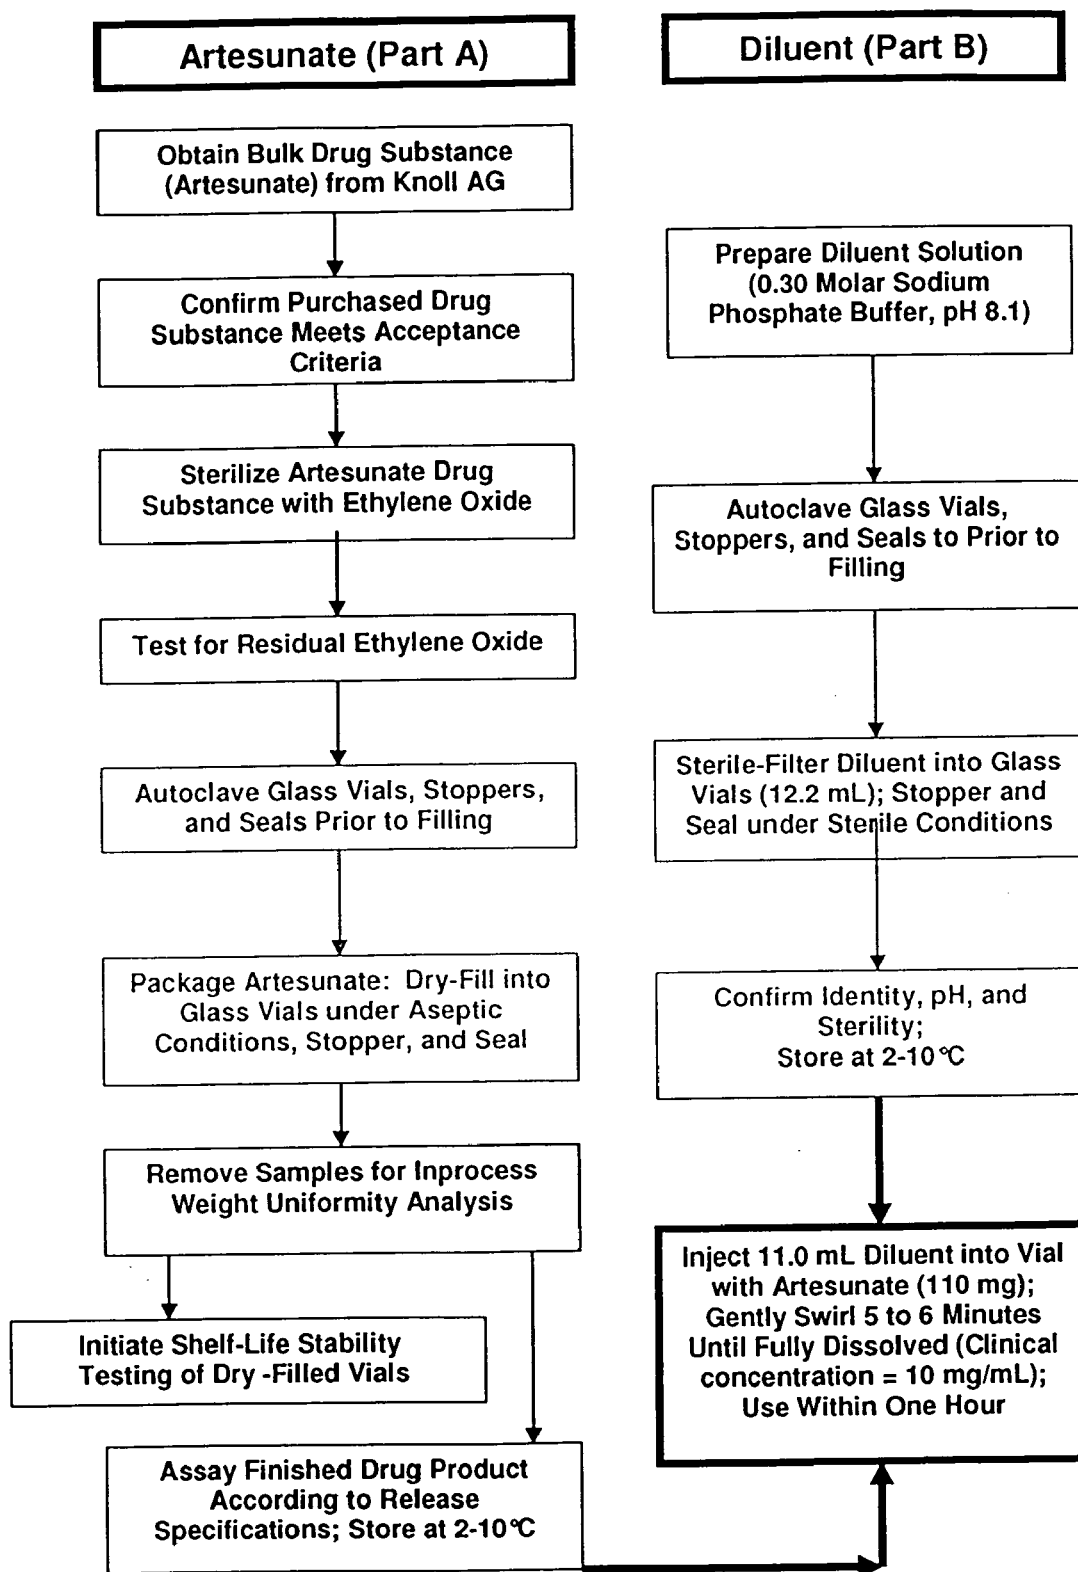 Artesunate (Part A)
Obtain Bulk Drug Substance
(Artesunate) from Knoll AG
Confirm Purchased Drug
Substance Meets Acceptance
Criteria
Sterilize Artesunate Drug
Substance with Ethylene Oxide
Test for Residual Ethylene Oxide
Autoclave Glass Vials, Stoppers,
and Seals Prior to Filling
Package Artesunate: Dry-Fill into
Glass Vials under Aseptic
Conditions, Stopper, and Seal
Remove Samples for Inprocess
Weight Uniformity Analysis
Initiate Shelf-Life Stability
Testing of Dry -Filled Vials
Assay Finished Drug Product
According to Release
Specifications; Store at 2-10°C
Diluent (Part B)
Prepare Diluent Solution
(0.30 Molar Sodium
Phosphate Buffer, pH 8.1)
Autoclave Glass Vials,
Stoppers, and Seals to Prior to
Filling
Sterile-Filter Diluent into Glass
Vials (12.2 mL); Stopper and
Seal under Sterile Conditions
Confirm Identity, pH, and
Sterility;
Store at 2-10°C
Inject 11.0 mL Diluent into Vial
with Artesunate (110 mg);
Gently Swirl 5 to 6 Minutes
Until Fully Dissolved (Clinical
concentration = 10 mg/mL);
Use Within One Hour